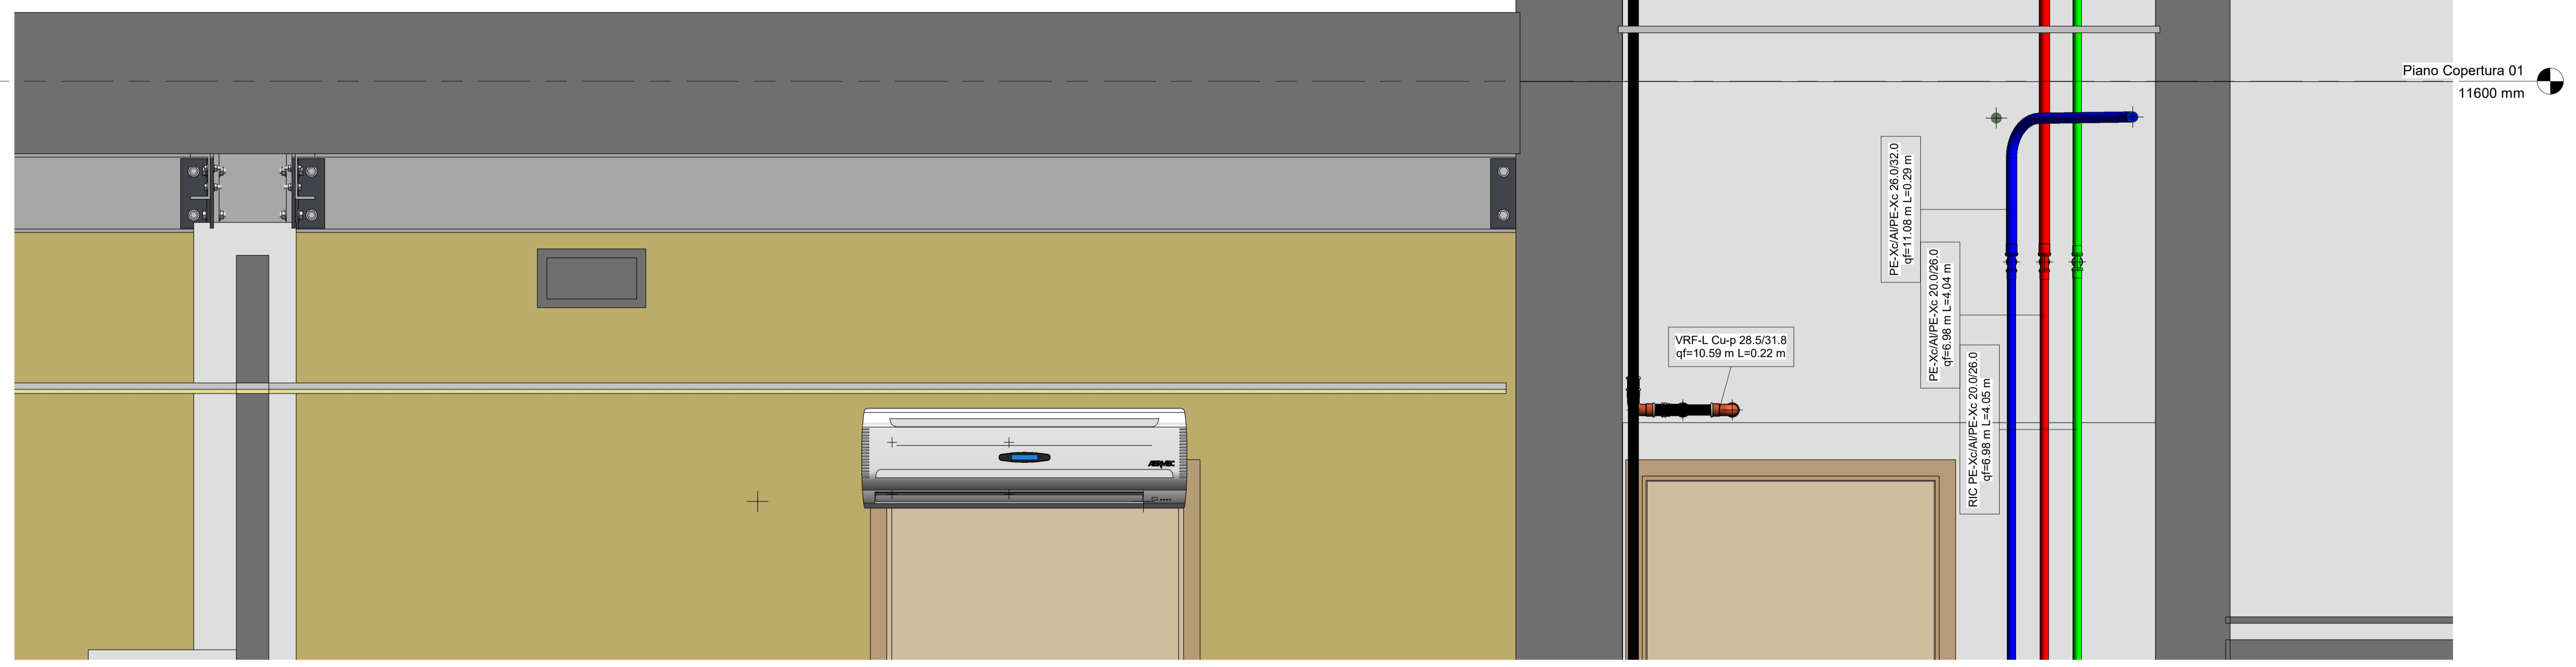 Piano Copertura 01
11600 mm
PE-Xc/Al/PE-Xc 26.0/32.0
qf=11.08 m L=0.29 m
PE-Xc/Al/PE-Xc 20.0/26.0
qf=6.98 m L=4.04 m
VRF-L Cu-p 28.5/31.8
qf=10.59 m L=0.22 m
RIC PE-Xc/Al/PE-Xc 20.0/26.0
qf=6.98 m L=4.05 m
AERMEC